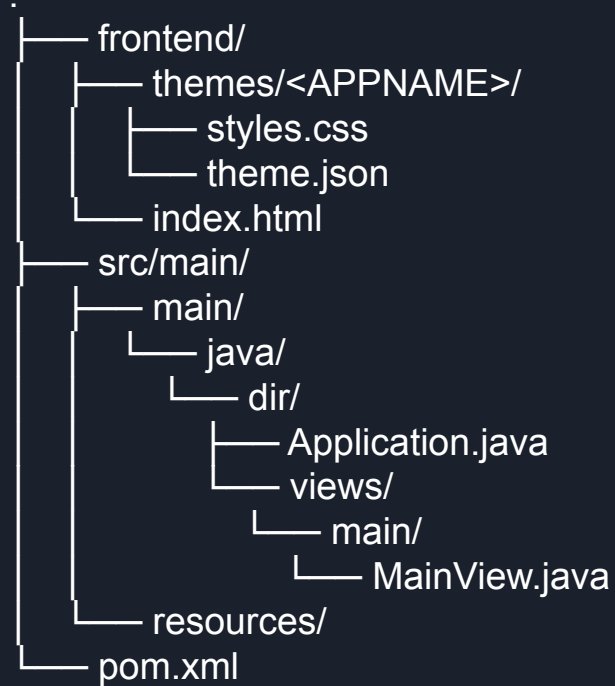 .
├── frontend/
│   ├── themes/<APPNAME>/
│   │   ├── styles.css
│   │   └── theme.json
│   └── index.html
├── src/main/
│   ├── main/
│   │   └── java/
│   │       └── dir/
│   │           ├── Application.java
│   │           └── views/
│   │               └── main/
│   │                   └── MainView.java
│   └── resources/
└── pom.xml